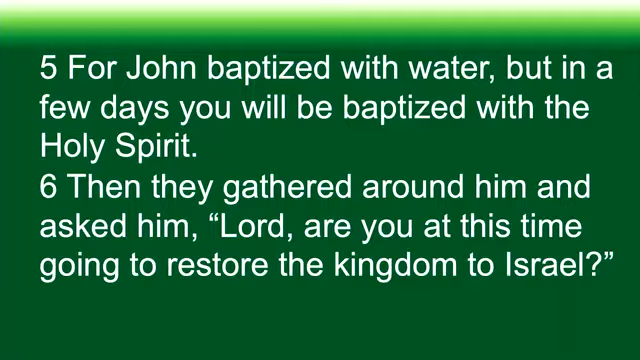 5 For John baptized with water, but in a
few days you will be baptized with the
Holy Spirit.
6 Then they gathered around him and
asked him, “Lord, are you at this time
going to restore the kingdom to Israel?”